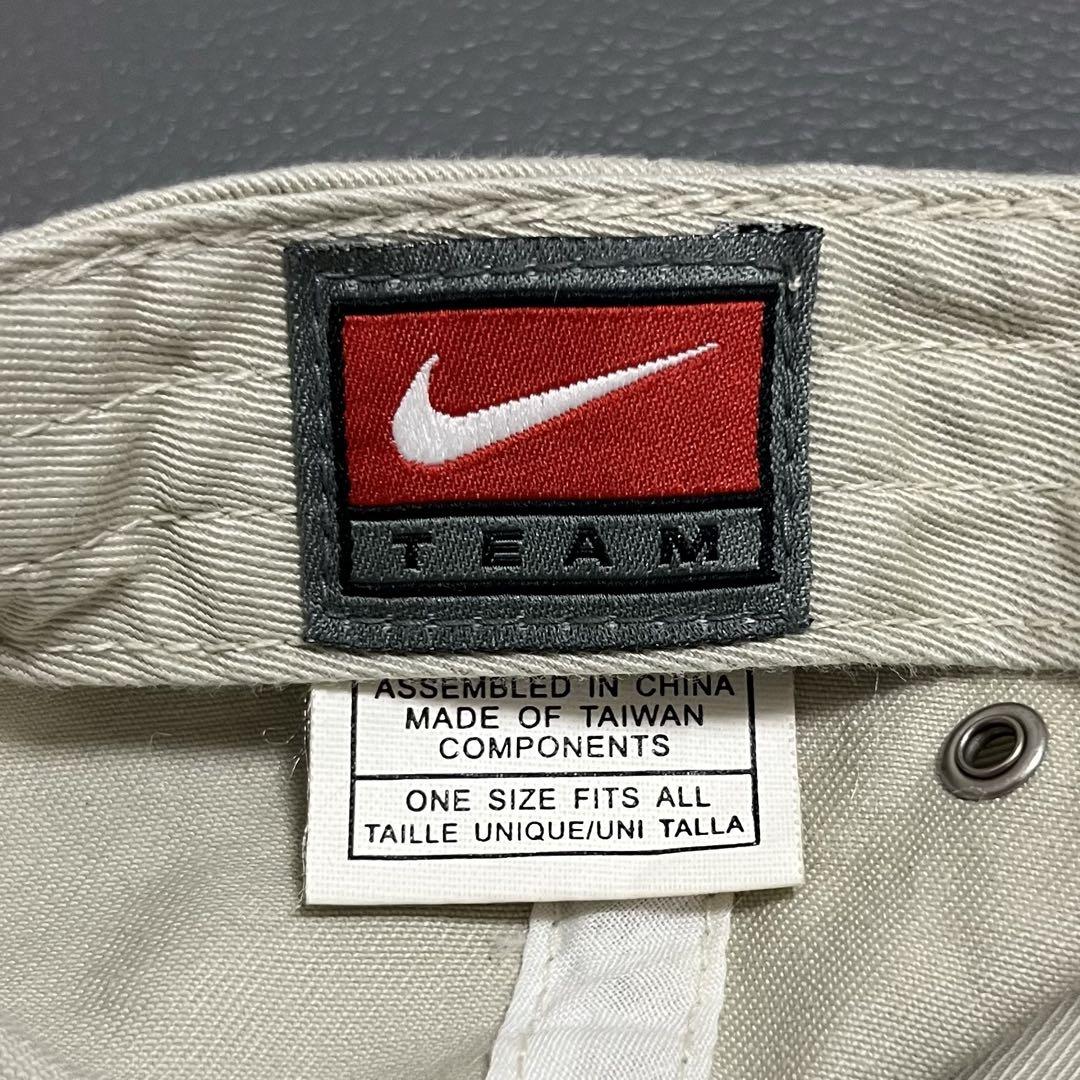 TEAM
ASSEMBLED IN CHINA
MADE OF TAIWAN
COMPONENTS
ONE SIZE FITS ALL
TAILLE UNIQUE/UNI TALLA